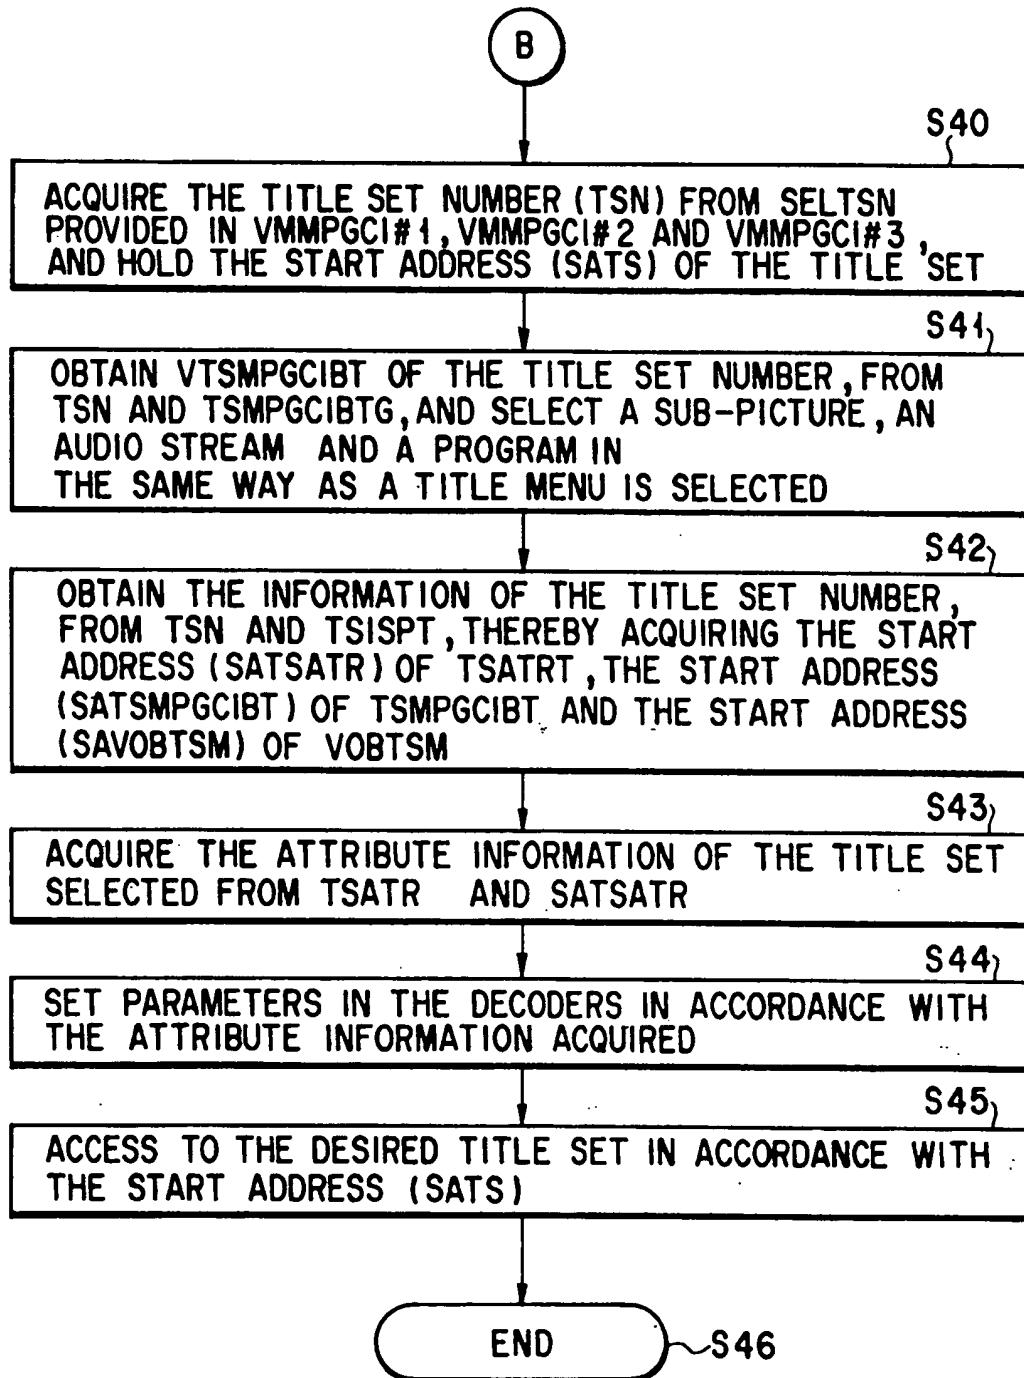 B
S40
ACQUIRE THE TITLE SET NUMBER (TSN) FROM SELTSN
PROVIDED IN VMMPGCI#1, VMMPGCI#2 AND VMMPGCI#3,
AND HOLD THE START ADDRESS (SATS) OF THE TITLE SET
S41
OBTAIN VTSMPGCIBT OF THE TITLE SET NUMBER, FROM
TSN AND TSMPGCIBTG, AND SELECT A SUB-PICTURE, AN
AUDIO STREAM AND A PROGRAM IN
THE SAME WAY AS A TITLE MENU IS SELECTED
S42
OBTAIN THE INFORMATION OF THE TITLE SET NUMBER,
FROM TSN AND TSISPT, THEREBY ACQUIRING THE START
ADDRESS (SATSATR) OF TSATRT, THE START ADDRESS
(SATSMPGCIBT) OF TSMPGCIBT AND THE START ADDRESS
(SAVOBTSM) OF VOBTSM
S43
ACQUIRE THE ATTRIBUTE INFORMATION OF THE TITLE SET
SELECTED FROM TSATR AND SATSATR
S44
SET PARAMETERS IN THE DECODERS IN ACCORDANCE WITH
THE ATTRIBUTE INFORMATION ACQUIRED
S45
ACCESS TO THE DESIRED TITLE SET IN ACCORDANCE WITH
THE START ADDRESS (SATS)
END
S46